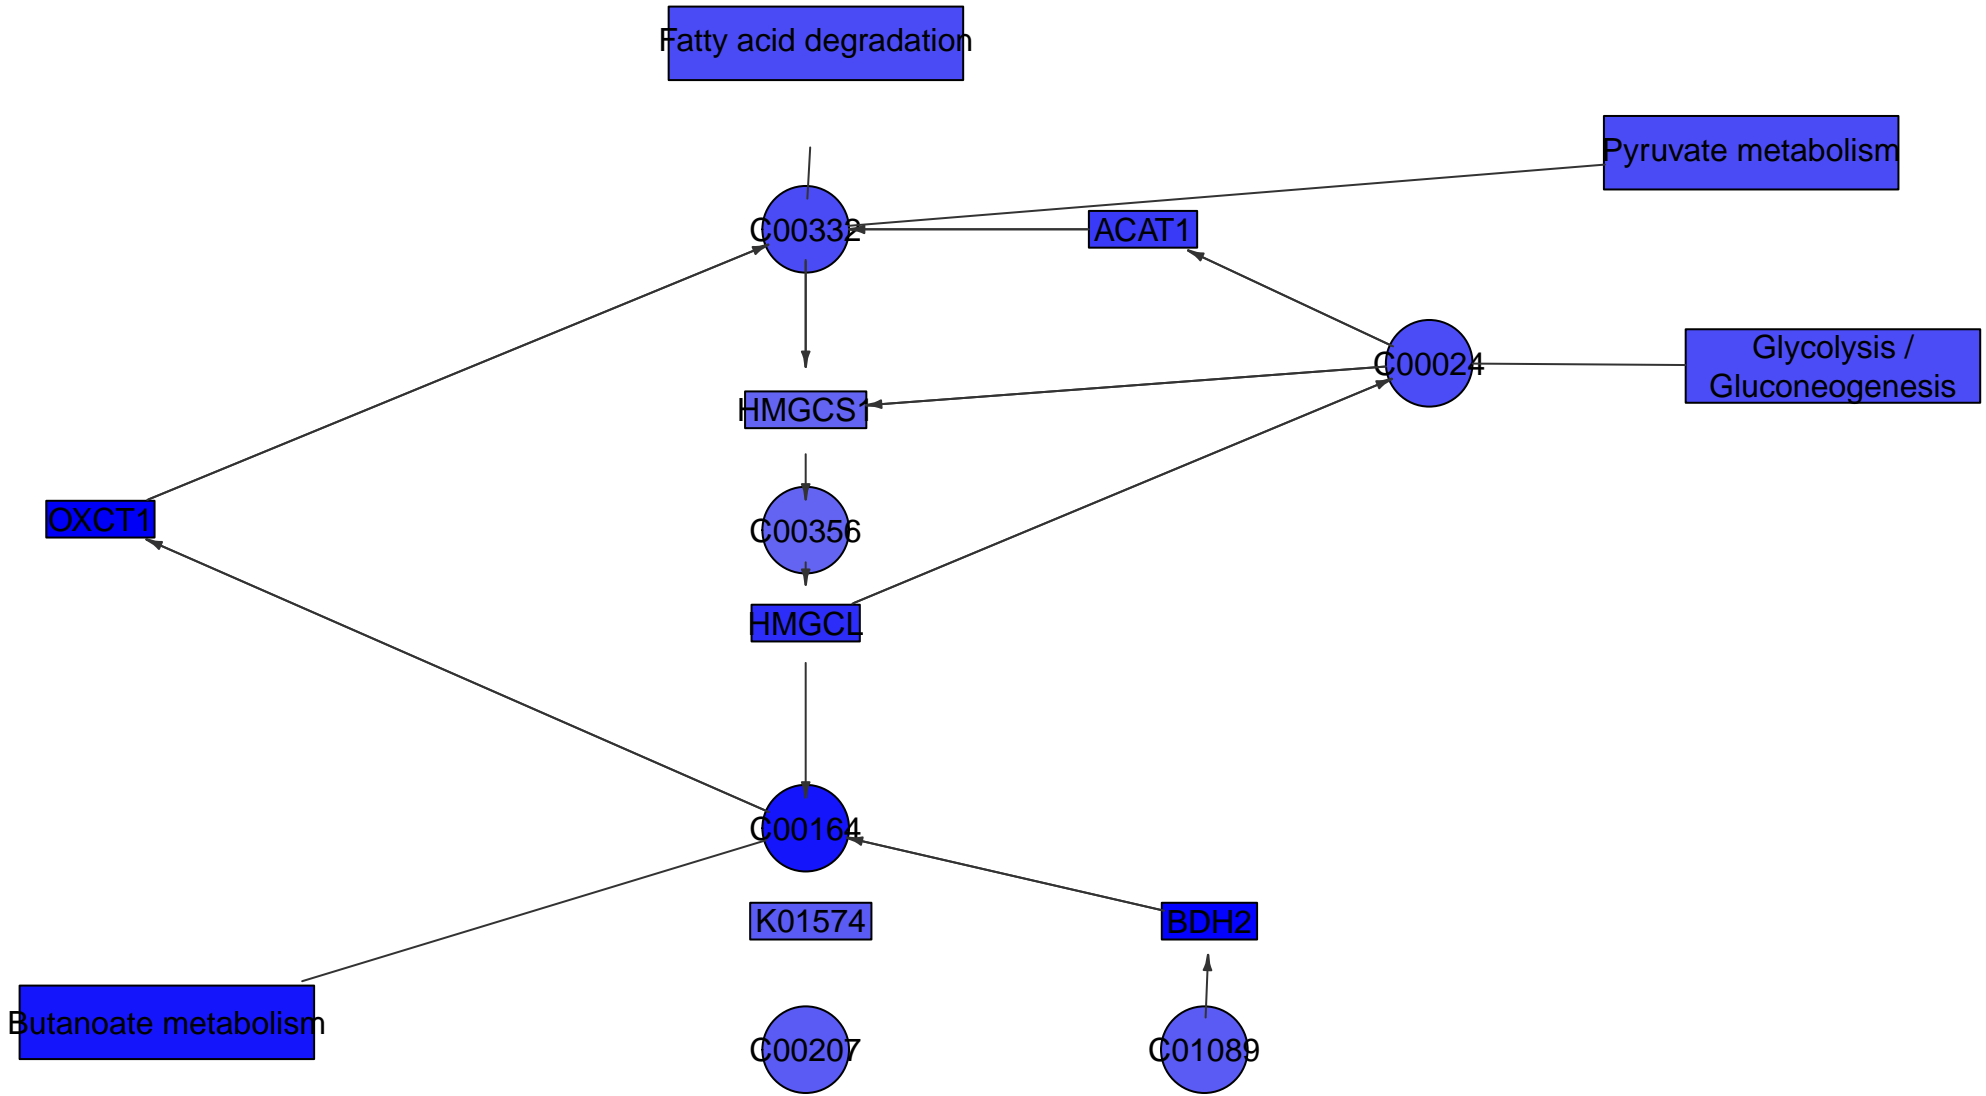 Fatty acid degradation
Pyruvate metabolism
C00332
ACAT1
Glycolysis /
Gluconeogenesis
C00024
HMGCS1
OXCT1
C00356
HMGCL
C00164
K01574
BDH2
Butanoate metabolism
C00207
C01089